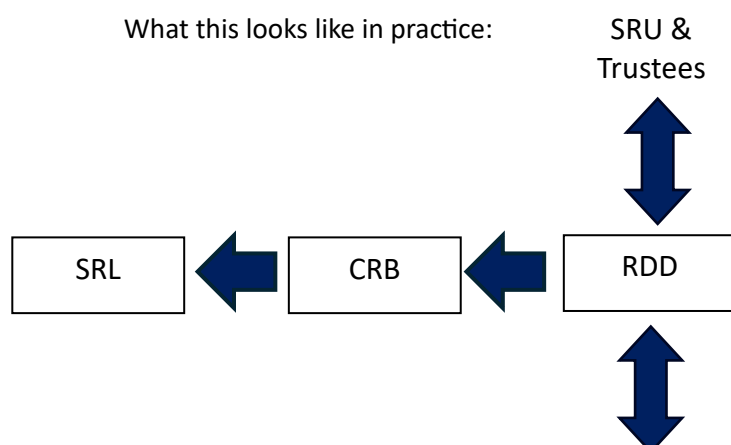 What this looks like in practice:
SRU &
Trustees
SRL
CRB
RDD